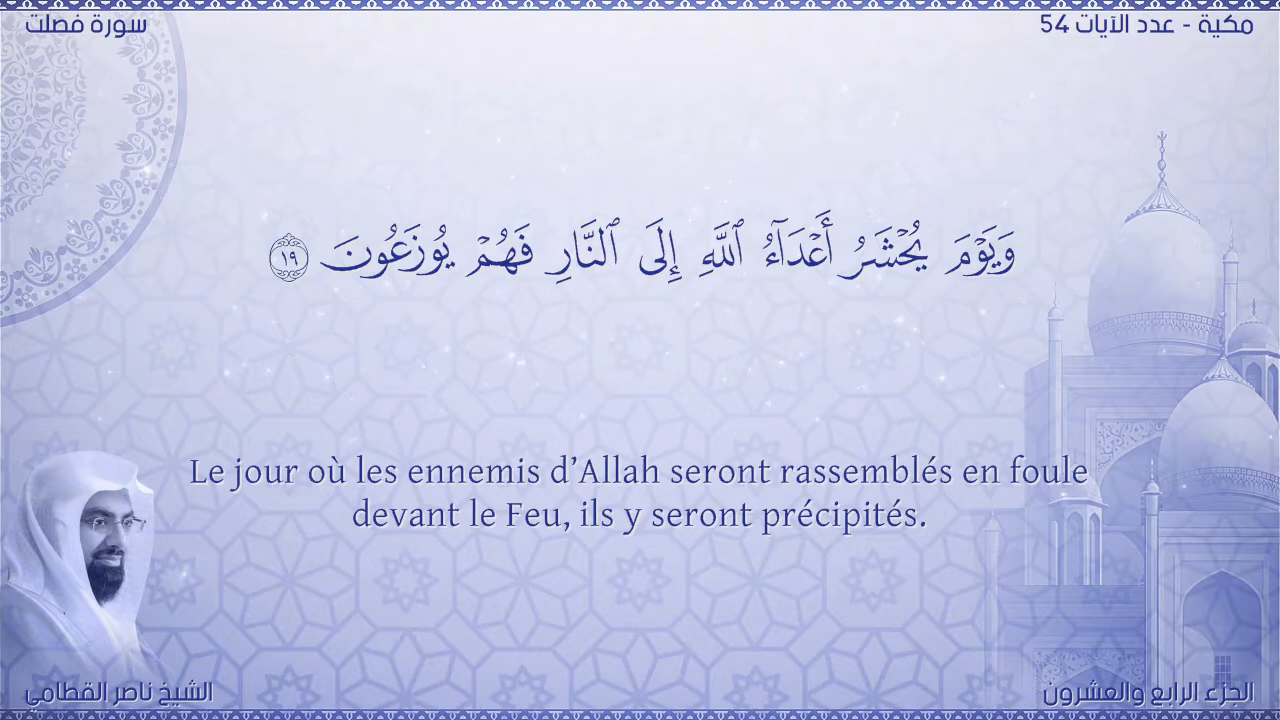 مكية - عدد الآيات 54
سورة فصلت
وَيَوْمَ يُحْشَرُ أَعْدَآءُ ٱللَّهِ إِلَى ٱلنَّارِ فَهُمْ يُوزَعُونَ ١٩
Le jour où les ennemis d’Allah seront rassemblés en foule
devant le Feu, ils y seront précipités.
الجزء الرابع والعشرون
الشيخ ناصر القطامي